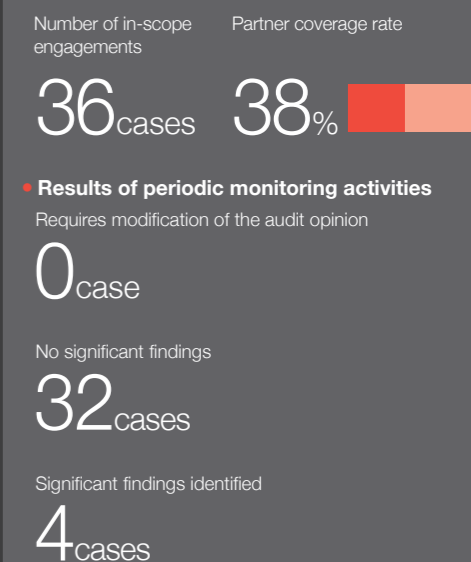 Number of in-scope engagements
Partner coverage rate
36cases
38%
• Results of periodic monitoring activities
Requires modification of the audit opinion
0case
No significant findings
32cases
Significant findings identified
4cases